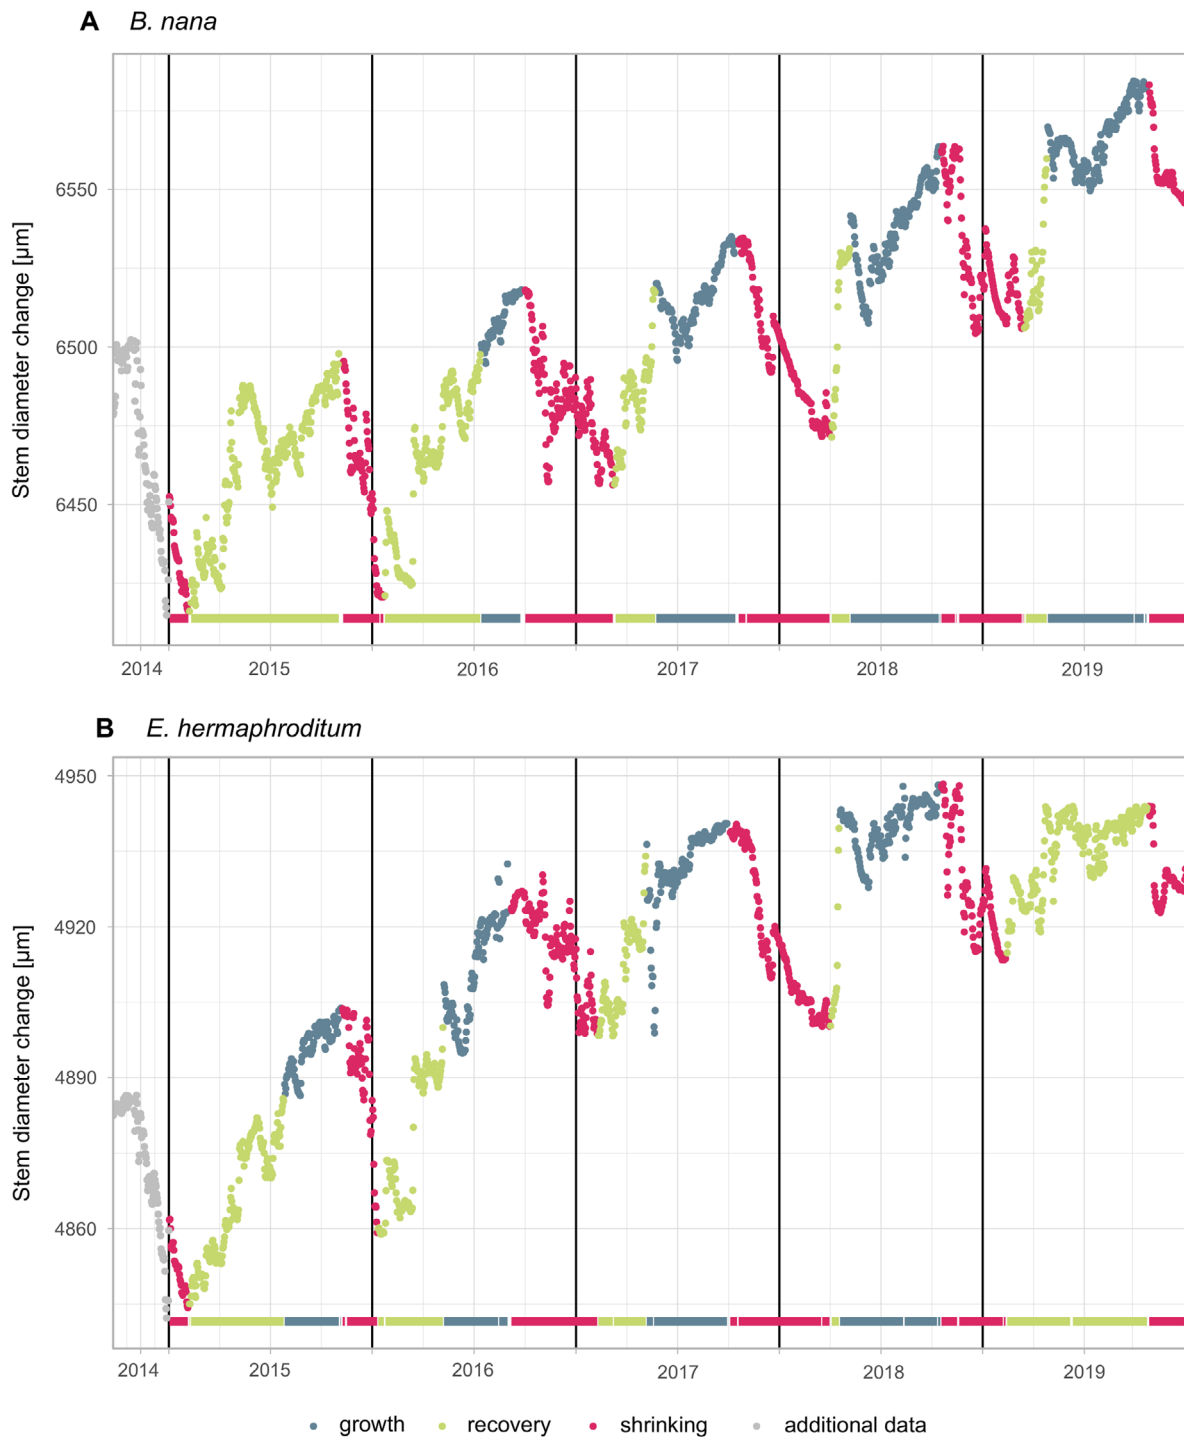 A B. nana
Stem diameter change [µm]
6550
6500
6450
2014 2015 2016 2017 2018 2019
B E. hermaphroditum
Stem diameter change [µm]
4950
4920
4890
4860
2014 2015 2016 2017 2018 2019
growth recovery shrinking additional data